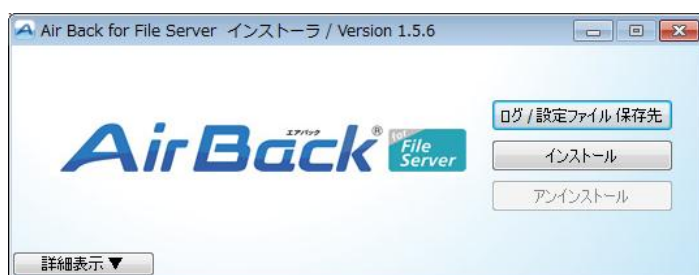 Air Back for File Server インストーラ / Version 1.5.6
ログ / 設定ファイル 保存先
エアバック
AirBack® for File Server
インストール
アンインストール
詳細表示 ▼